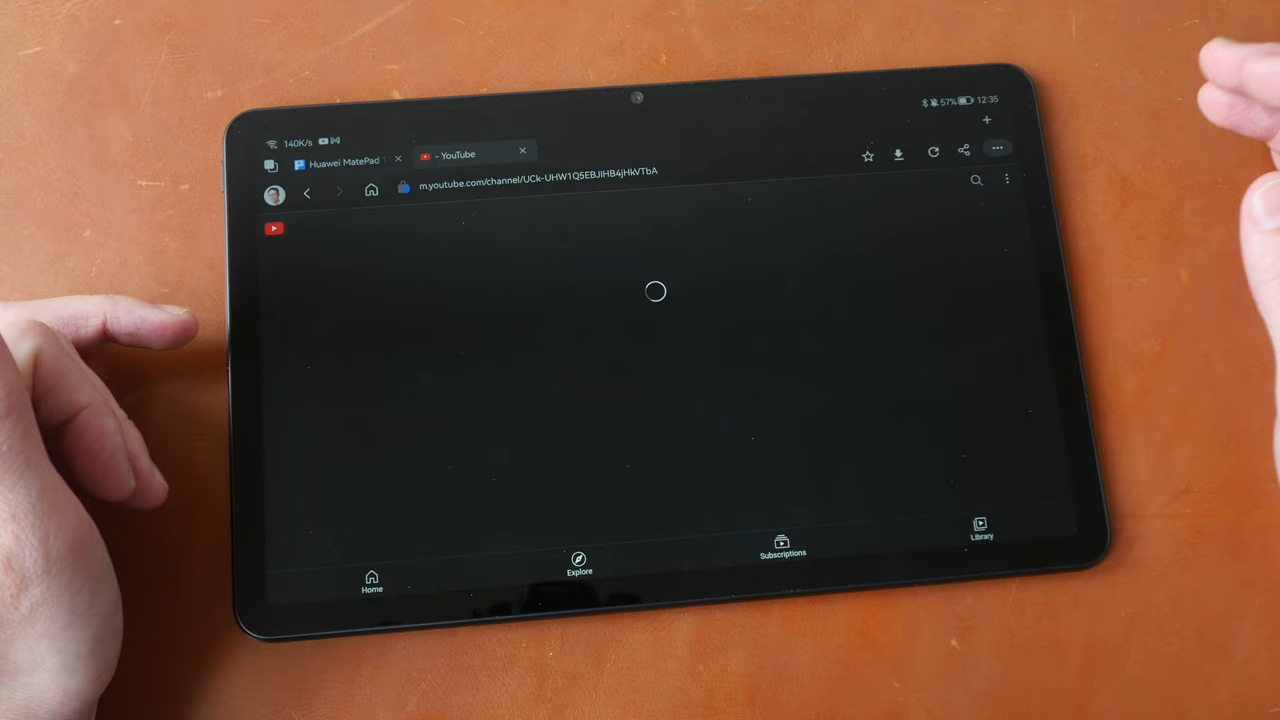 140K/s
57% 12:35
Huawei MatePad
- YouTube
m.youtube.com/channel/UCk-UHW1Q5EBJIHB4jHkVTbA
Home
Explore
Subscriptions
Library